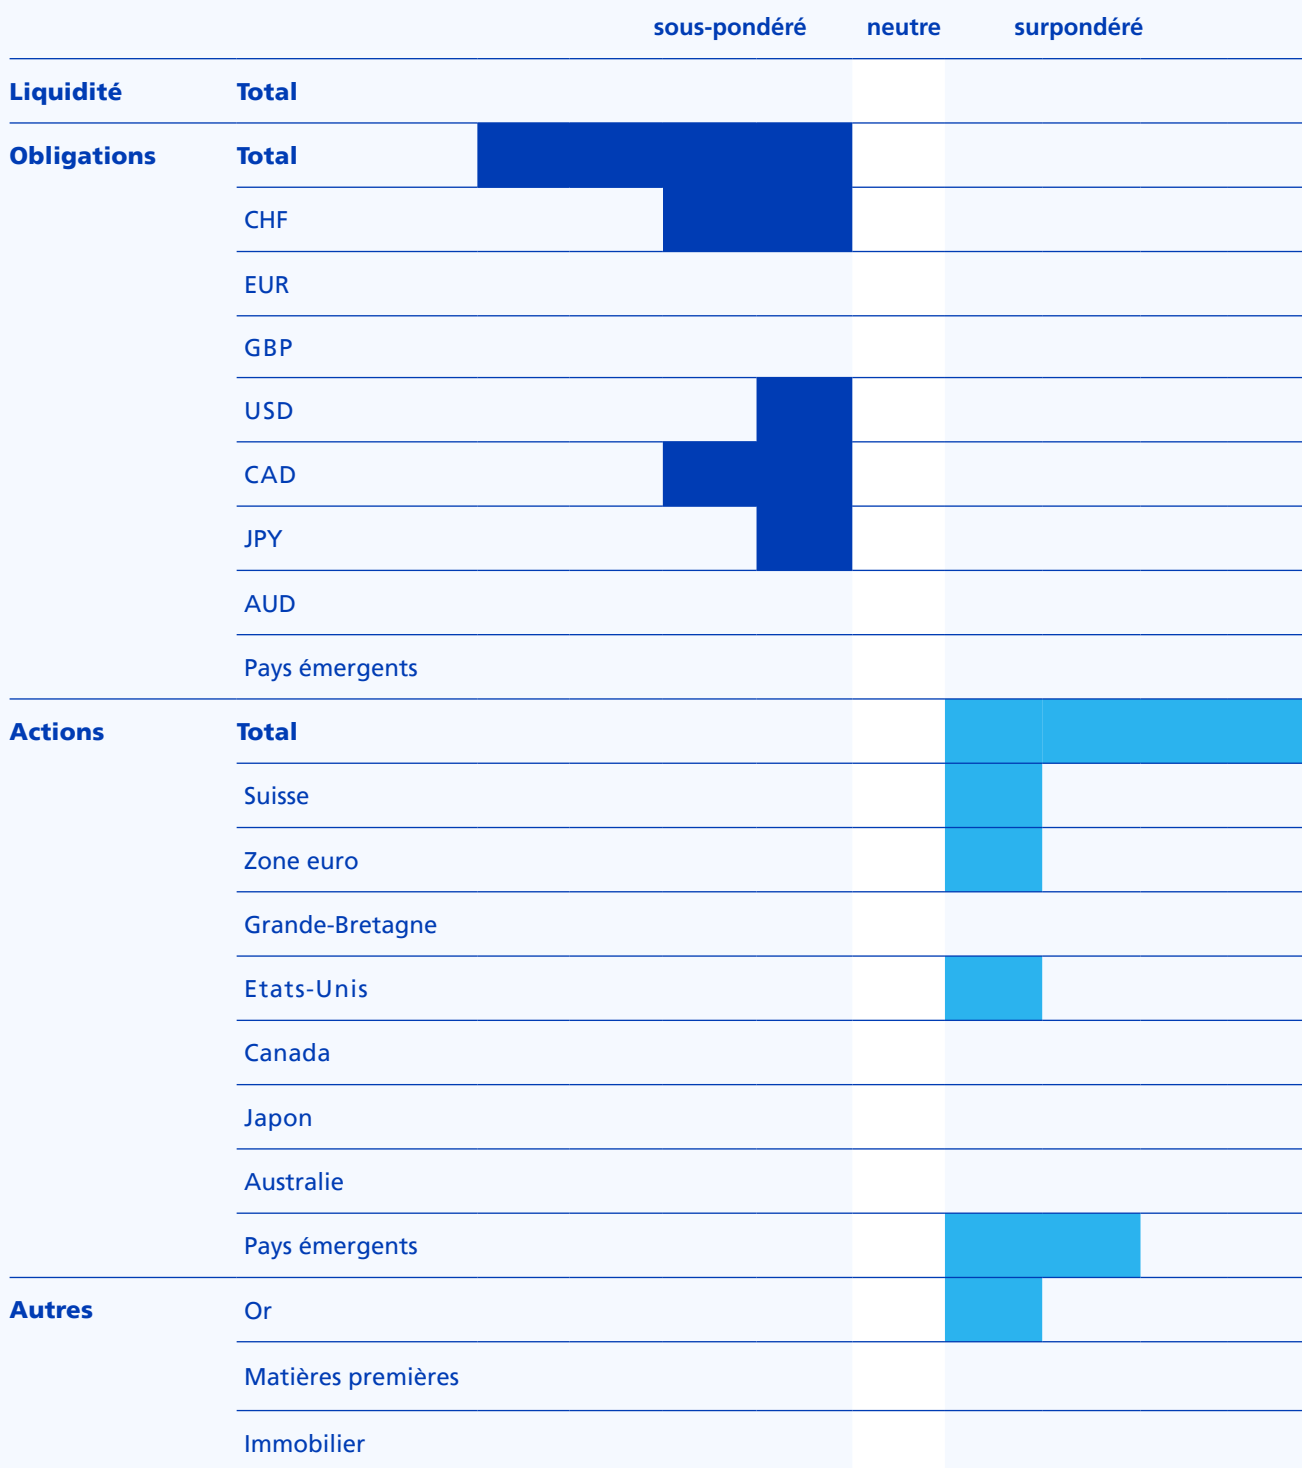 sous-pondéré neutre surpondéré
Liquidité Total
Obligations Total
CHF
EUR
GBP
USD
CAD
JPY
AUD
Pays émergents
Actions Total
Suisse
Zone euro
Grande-Bretagne
Etats-Unis
Canada
Japon
Australie
Pays émergents
Autres Or
Matières premières
Immobilier